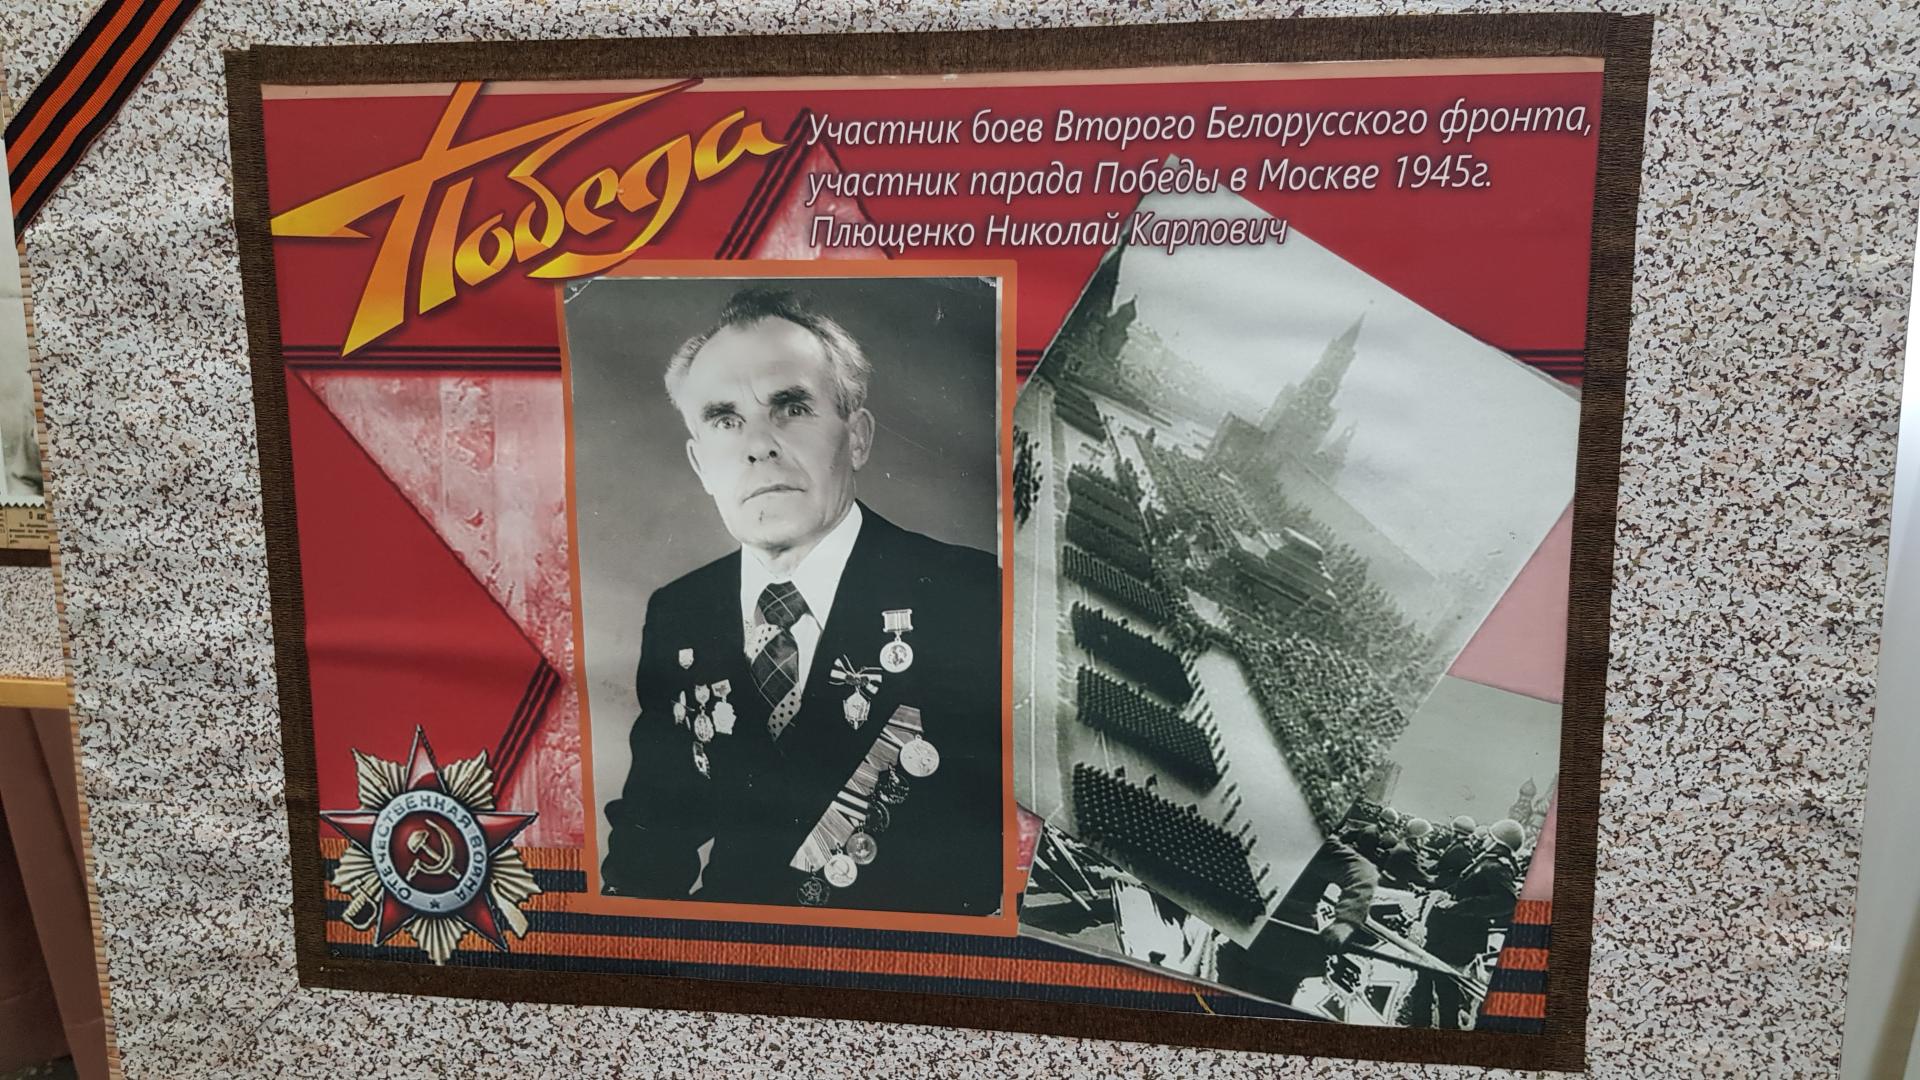 Победа
Участник боев Второго Белорусского фронта,
участник парада Победы в Москве 1945г.
Плющенко Николай Карпович
ОТЕЧЕСТВЕННАЯ ВОЙНА